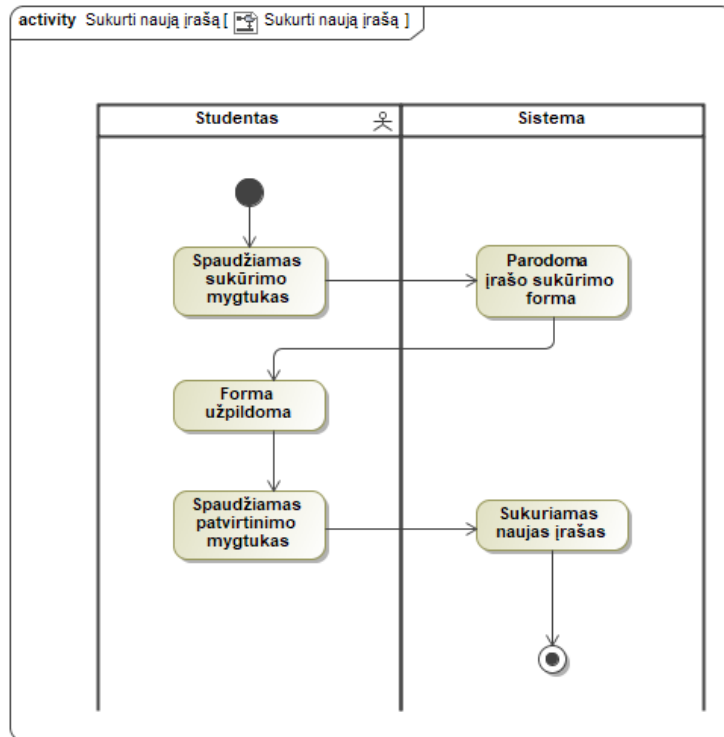 activity Sukurti naują įrašą [ Sukurti naują įrašą ]
Studentas
Sistema
Spaudžiamas
sukūrimo
mygtukas
Parodoma
įrašo sukūrimo
forma
Forma
užpildoma
Spaudžiamas
patvirtinimo
mygtukas
Sukuriamas
naujas įrašas